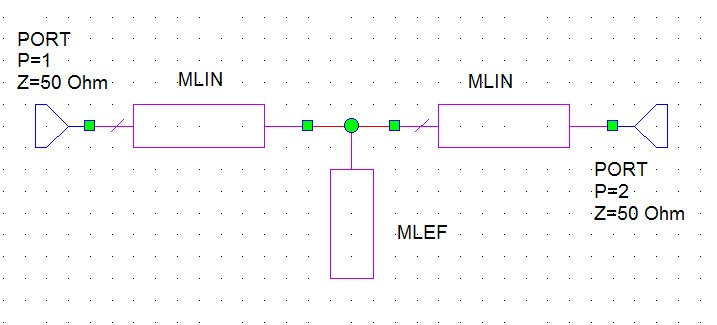 PORT
P=1
Z=50 Ohm
MLIN
MLIN
PORT
P=2
Z=50 Ohm
MLEF